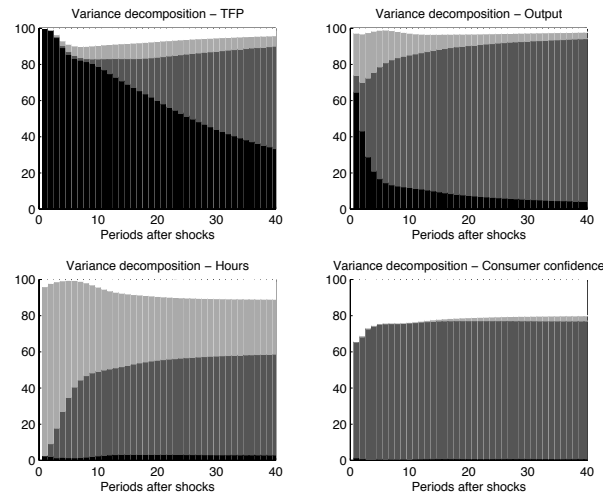 Variance decomposition – TFP
100
80
60
40
20
0
0 10 20 30 40
Periods after shocks
Variance decomposition – Output
100
80
60
40
20
0
0 10 20 30 40
Periods after shocks
Variance decomposition – Hours
100
80
60
40
20
0
0 10 20 30 40
Periods after shocks
Variance decomposition – Consumer confidence
100
80
60
40
20
0
0 10 20 30 40
Periods after shocks